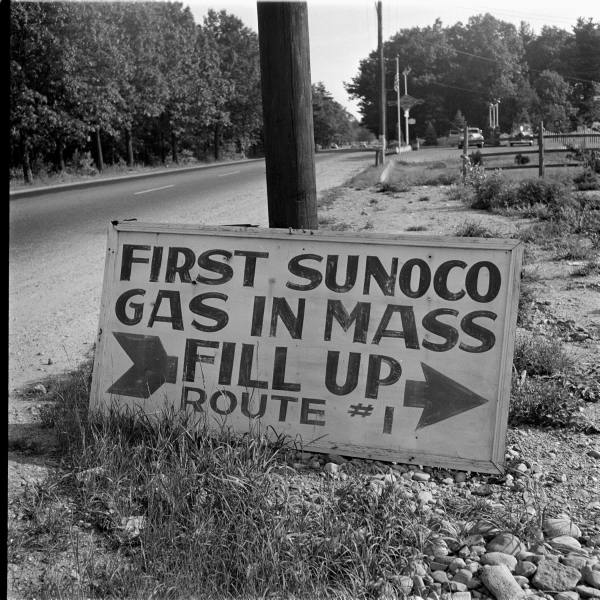 FIRST SUNOCO
GAS IN MASS
FILL UP
ROUTE #1